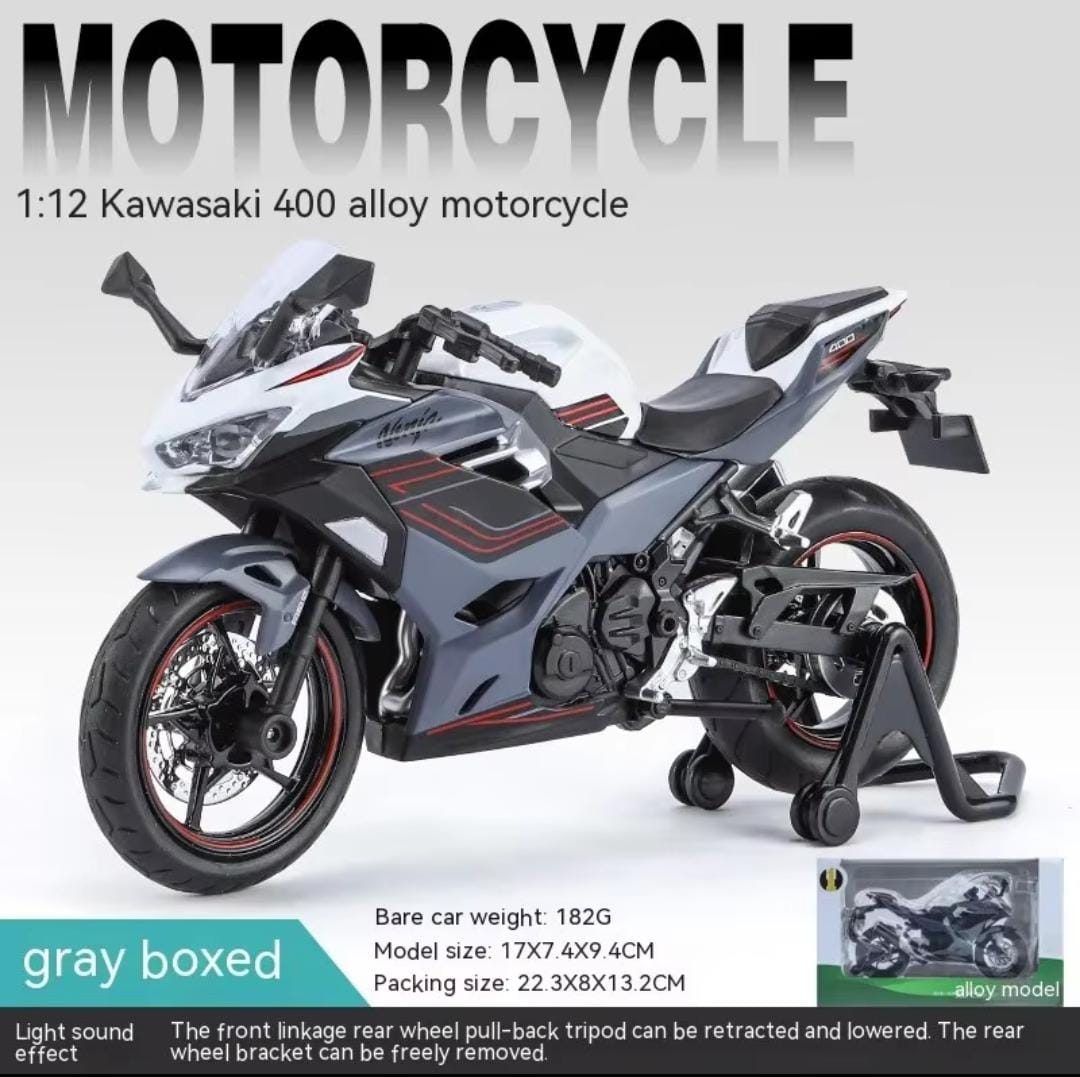 MOTORCYCLE
1:12 Kawasaki 400 alloy motorcycle
400
Ninja
Bare car weight: 182G
gray boxed
Model size: 17X7.4X9.4CM
Packing size: 22.3X8X13.2CM
alloy model
Light sound effect
The front linkage rear wheel pull-back tripod can be retracted and lowered. The rear
wheel bracket can be freely removed.